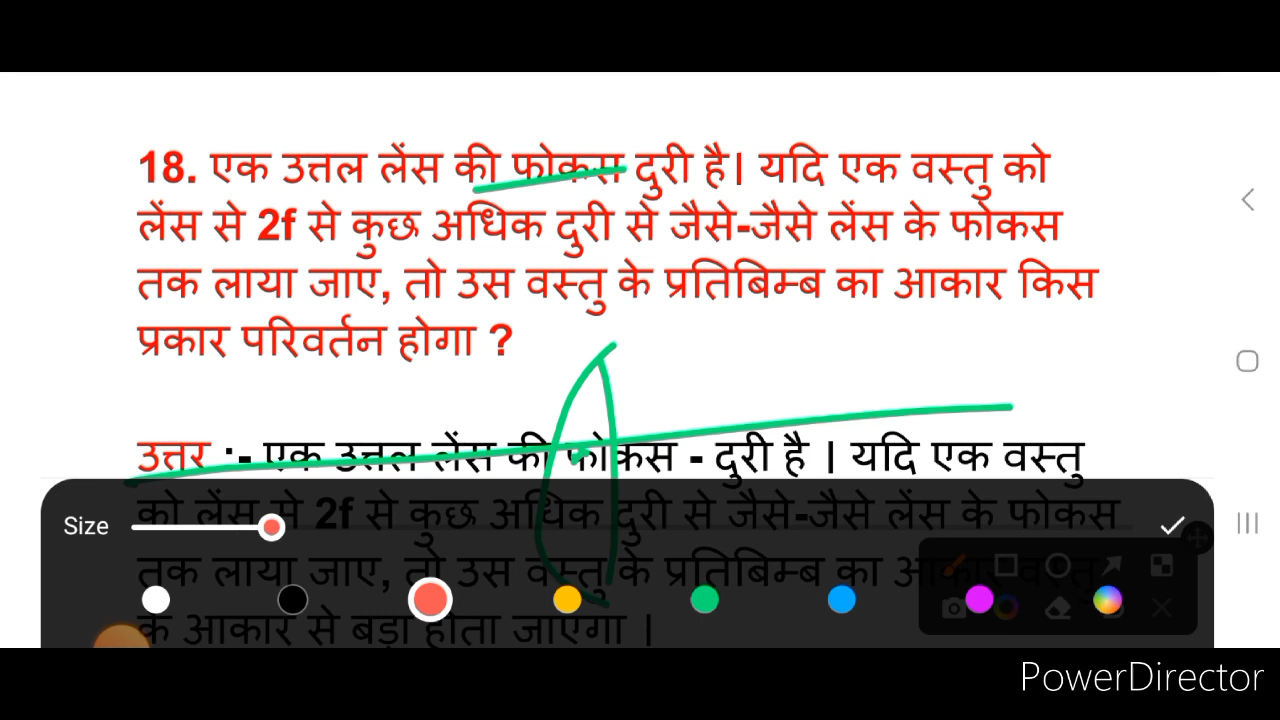 18. एक उत्तल लेंस की फोकस दुरी है। यदि एक वस्तु को
लेंस से 2f से कुछ अधिक दुरी से जैसे-जैसे लेंस के फोकस
तक लाया जाए, तो उस वस्तु के प्रतिबिम्ब का आकार किस
प्रकार परिवर्तन होगा ?
उत्तर :- एक उत्तल लेंस की फोकस - दुरी है । यदि एक वस्तु
को लेंस से 2f से कुछ अधिक दुरी से जैसे-जैसे लेंस के फोकस
Size
तक लाया जाए, तो उस वस्तु के प्रतिबिम्ब का आकार वस्तु
के आकार से बड़ा होता जाएगा ।
PowerDirector